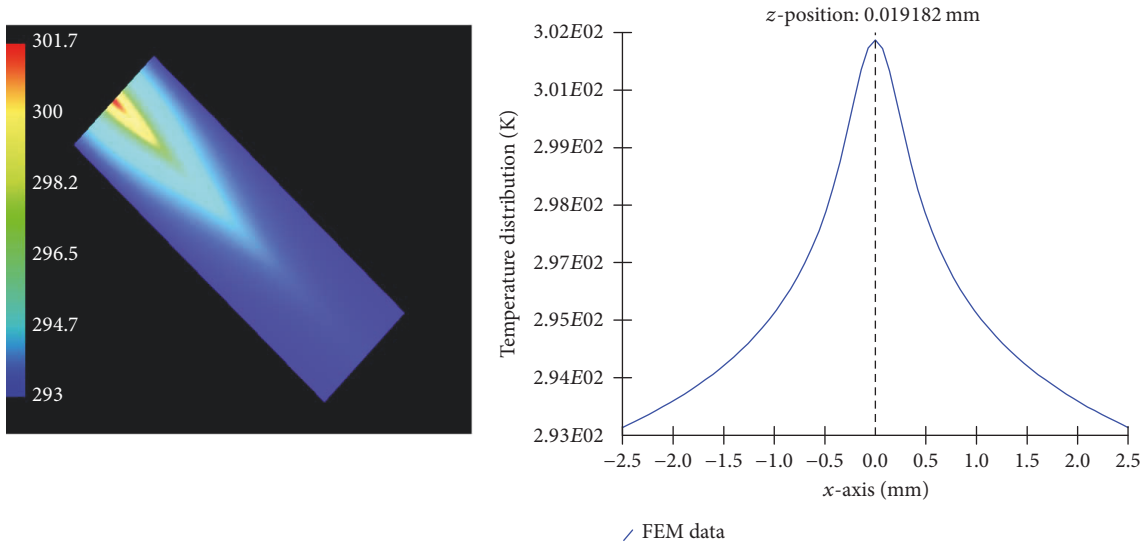 301.7
300
298.2
296.5
294.7
293
z-position: 0.019182 mm
Temperature distribution (K)
3.02E02
3.01E02
2.99E02
2.98E02
2.97E02
2.95E02
2.94E02
2.93E02
−2.5 −2.0 −1.5 −1.0 −0.5 0.0 0.5 1.0 1.5 2.0 2.5
x-axis (mm)
FEM data